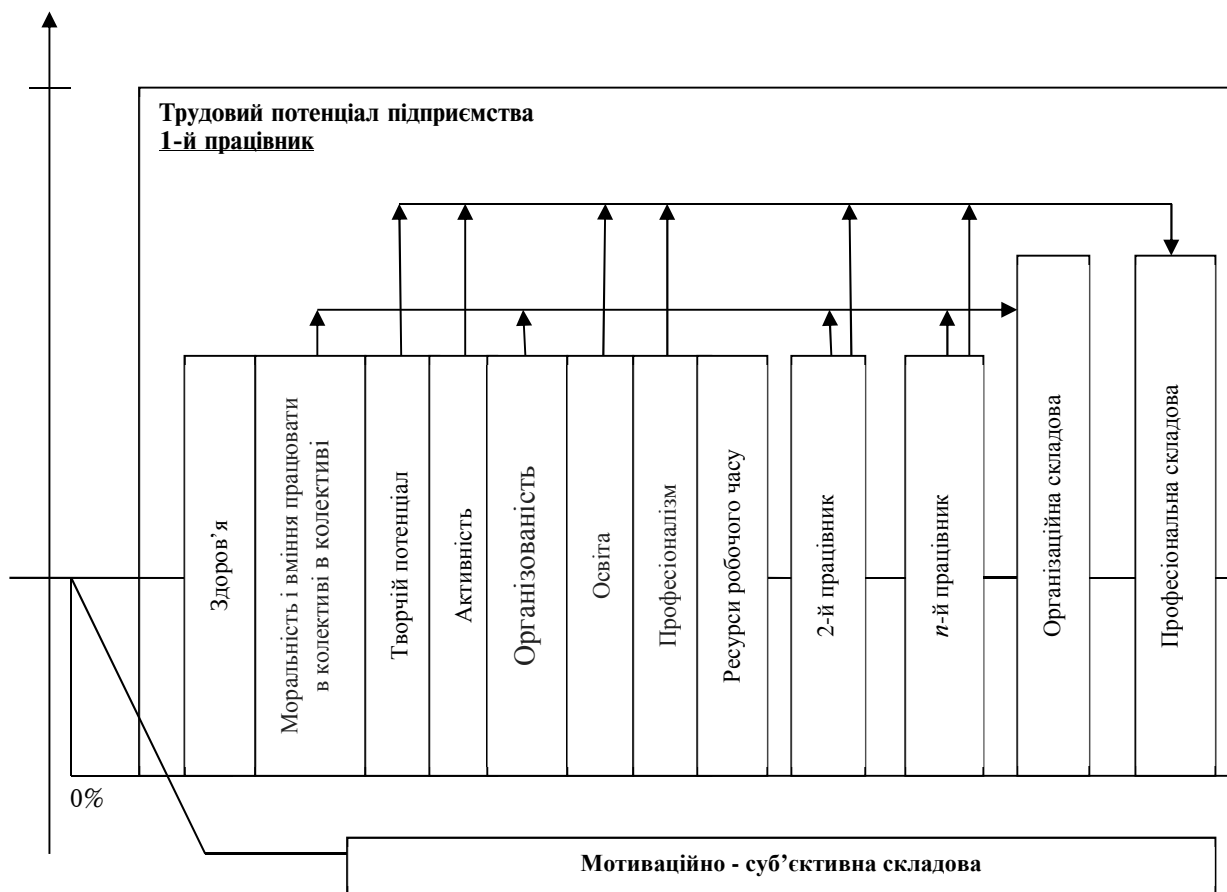 Трудовий потенціал підприємства
1-й працівник
Здоров’я
Моральність і вміння працювати
в колективі в колективі
Творчій потенціал
Активність
Організованість
Освіта
Професіоналізм
Ресурси робочого часу
2-й працівник
n-й працівник
Організаційна складова
Професіональна складова
0%
Мотиваційно - суб’єктивна складова